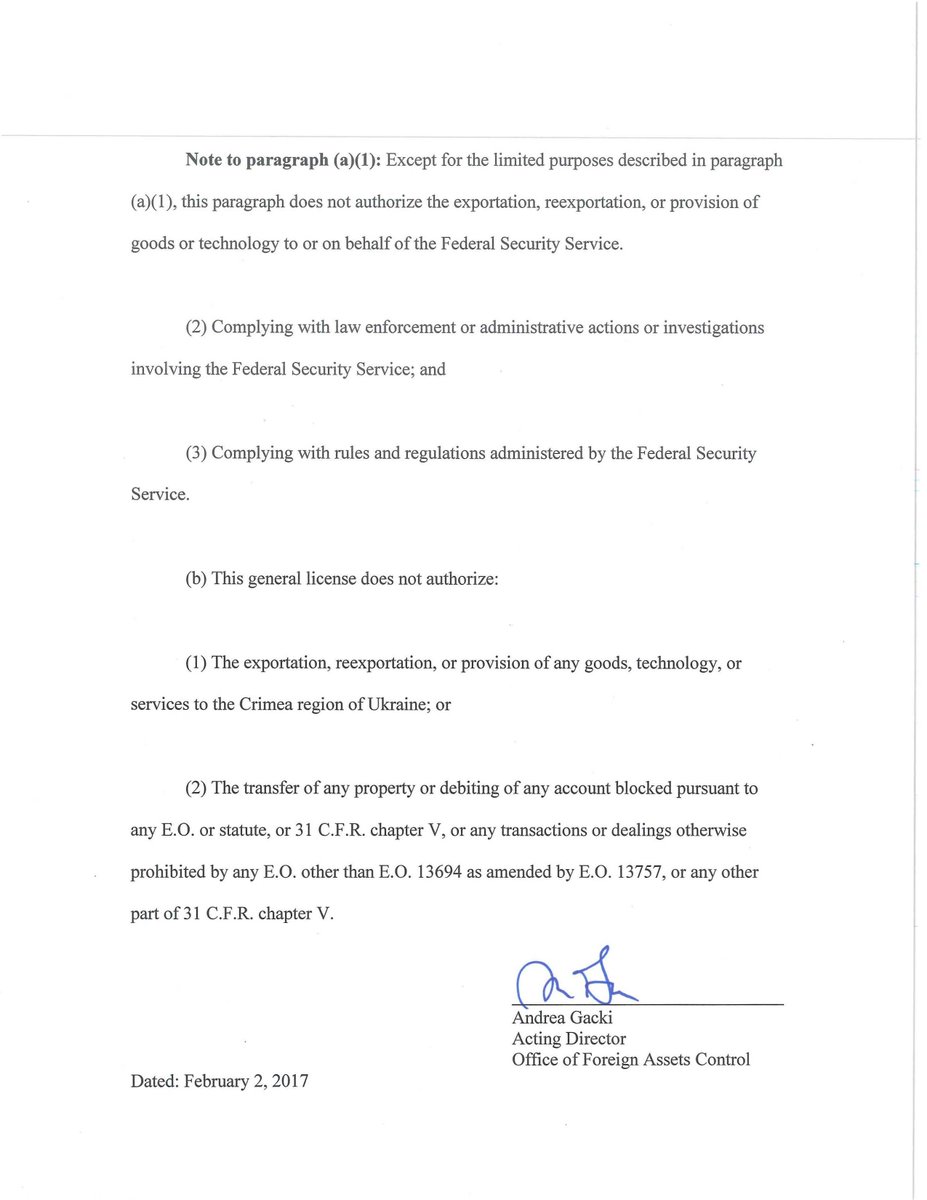 Note to paragraph (a)(1): Except for the limited purposes described in paragraph
(a)(1), this paragraph does not authorize the exportation, reexportation, or provision of
goods or technology to or on behalf of the Federal Security Service.
(2) Complying with law enforcement or administrative actions or investigations
involving the Federal Security Service; and
(3) Complying with rules and regulations administered by the Federal Security
Service.
(b) This general license does not authorize:
(1) The exportation, reexportation, or provision of any goods, technology, or
services to the Crimea region of Ukraine; or
(2) The transfer of any property or debiting of any account blocked pursuant to
any E.O. or statute, or 31 C.F.R. chapter V, or any transactions or dealings otherwise
prohibited by any E.O. other than E.O. 13694 as amended by E.O. 13757, or any other
part of 31 C.F.R. chapter V.
Andrea Gacki
Acting Director
Office of Foreign Assets Control
Dated: February 2, 2017